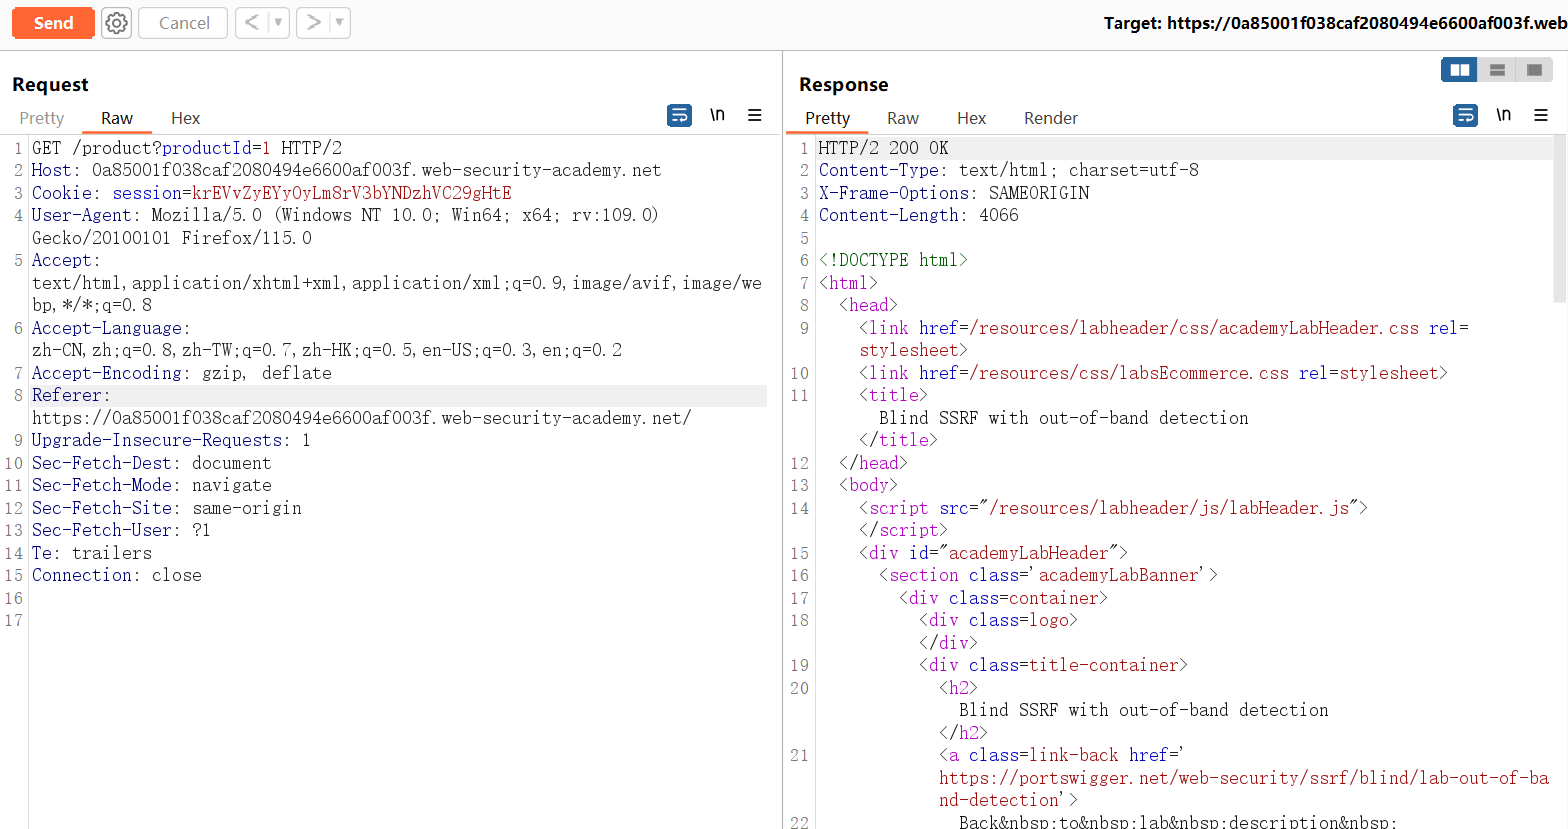 Send
Cancel
<
>
Target: https://0a85001f038caf2080494e6600af003f.web
Request
Pretty Raw Hex
\n
1 GET /product?productId=1 HTTP/2
2 Host: 0a85001f038caf2080494e6600af003f.web-security-academy.net
3 Cookie: session=krEVvZyEYyOyLm8rV3bYNDzhVC29gHtE
4 User-Agent: Mozilla/5.0 (Windows NT 10.0; Win64; x64; rv:109.0)
Gecko/20100101 Firefox/115.0
5 Accept:
text/html,application/xhtml+xml,application/xml;q=0.9,image/avif,image/we
bp,*/*;q=0.8
6 Accept-Language:
zh-CN,zh;q=0.8,zh-TW;q=0.7,zh-HK;q=0.5,en-US;q=0.3,en;q=0.2
7 Accept-Encoding: gzip, deflate
8 Referer:
https://0a85001f038caf2080494e6600af003f.web-security-academy.net/
9 Upgrade-Insecure-Requests: 1
10 Sec-Fetch-Dest: document
11 Sec-Fetch-Mode: navigate
12 Sec-Fetch-Site: same-origin
13 Sec-Fetch-User: ?1
14 Te: trailers
15 Connection: close
16
17
Response
Pretty Raw Hex Render
\n
1 HTTP/2 200 OK
2 Content-Type: text/html; charset=utf-8
3 X-Frame-Options: SAMEORIGIN
4 Content-Length: 4066
5
6 <!DOCTYPE html>
7 <html>
8 <head>
9 <link href=/resources/labheader/css/academyLabHeader.css rel=
stylesheet>
10 <link href=/resources/css/labsEcommerce.css rel=stylesheet>
11 <title>
Blind SSRF with out-of-band detection
</title>
12 </head>
13 <body>
14 <script src="/resources/labheader/js/labHeader.js">
</script>
15 <div id="academyLabHeader">
16 <section class='academyLabBanner'>
17 <div class=container>
18 <div class=logo>
</div>
19 <div class=title-container>
20 <h2>
Blind SSRF with out-of-band detection
</h2>
21 <a class=link-back href='
https://portswigger.net/web-security/ssrf/blind/lab-out-of-ba
nd-detection'>
22 Back&nbsp;to&nbsp;lab&nbsp;description&nbsp;